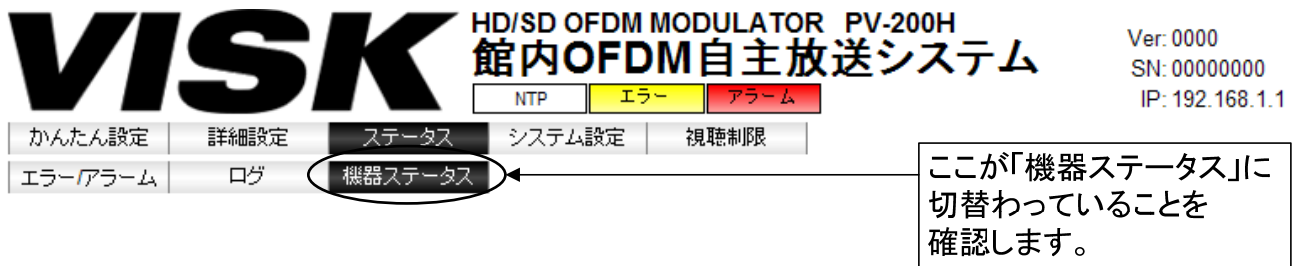 VISK
HD/SD OFDM MODULATOR PV-200H
館内OFDM自主放送システム
NTP エラー アラーム
Ver: 0000
SN: 00000000
IP: 192.168.1.1
かんたん設定 詳細設定 ステータス システム設定 視聴制限
エラー/アラーム ログ 機器ステータス
ここが「機器ステータス」に
切替わっていることを
確認します。